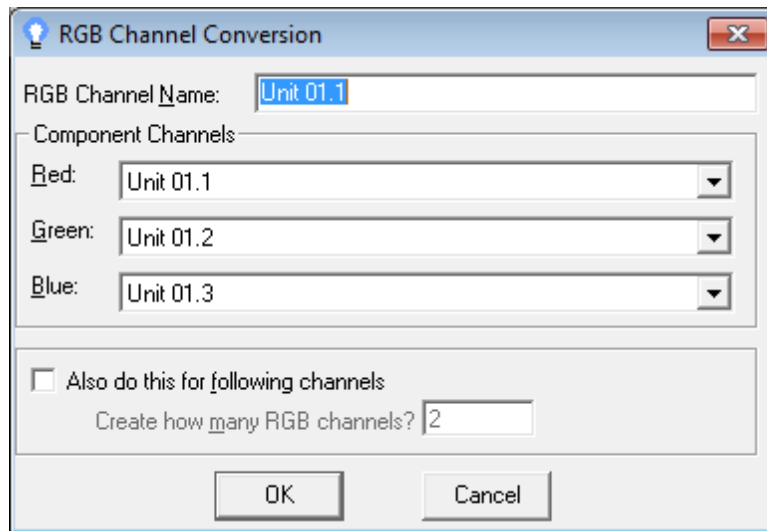 RGB Channel Conversion
RGB Channel Name: Unit 01.1
Component Channels
Red: Unit 01.1
Green: Unit 01.2
Blue: Unit 01.3
Also do this for following channels
Create how many RGB channels? 2
OK Cancel